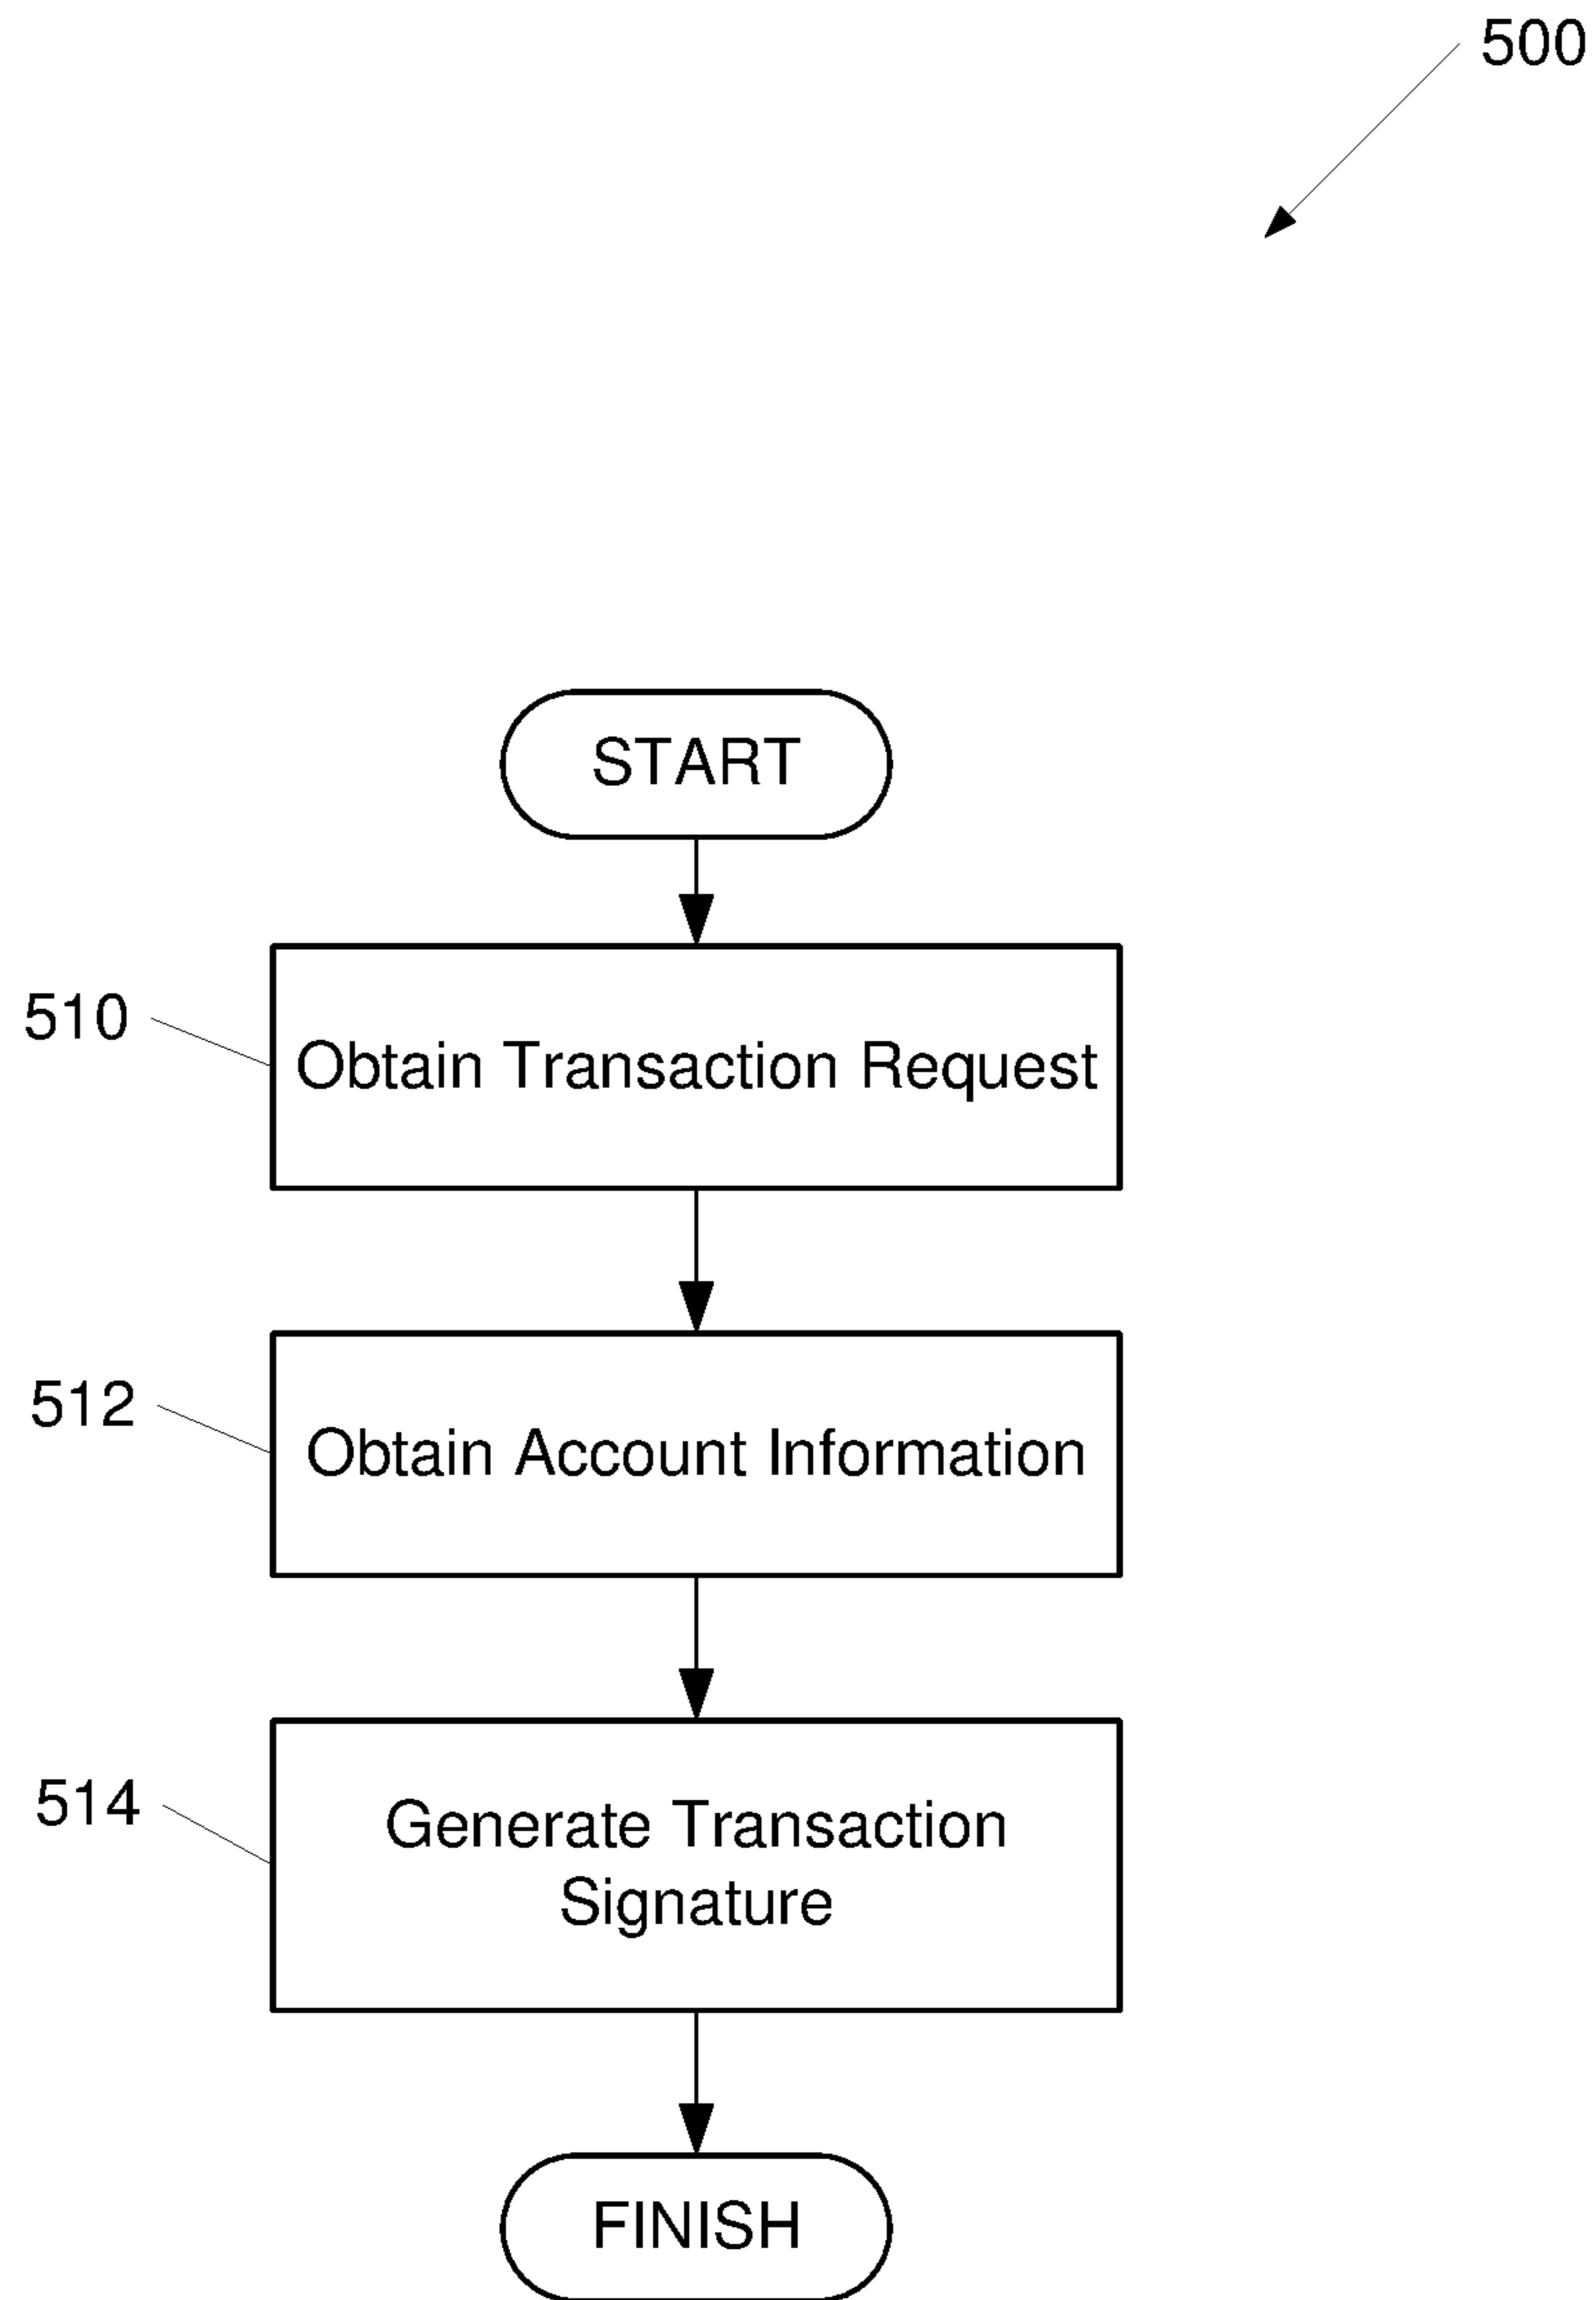 500
START
510
Obtain Transaction Request
512
Obtain Account Information
514
Generate Transaction
Signature
FINISH